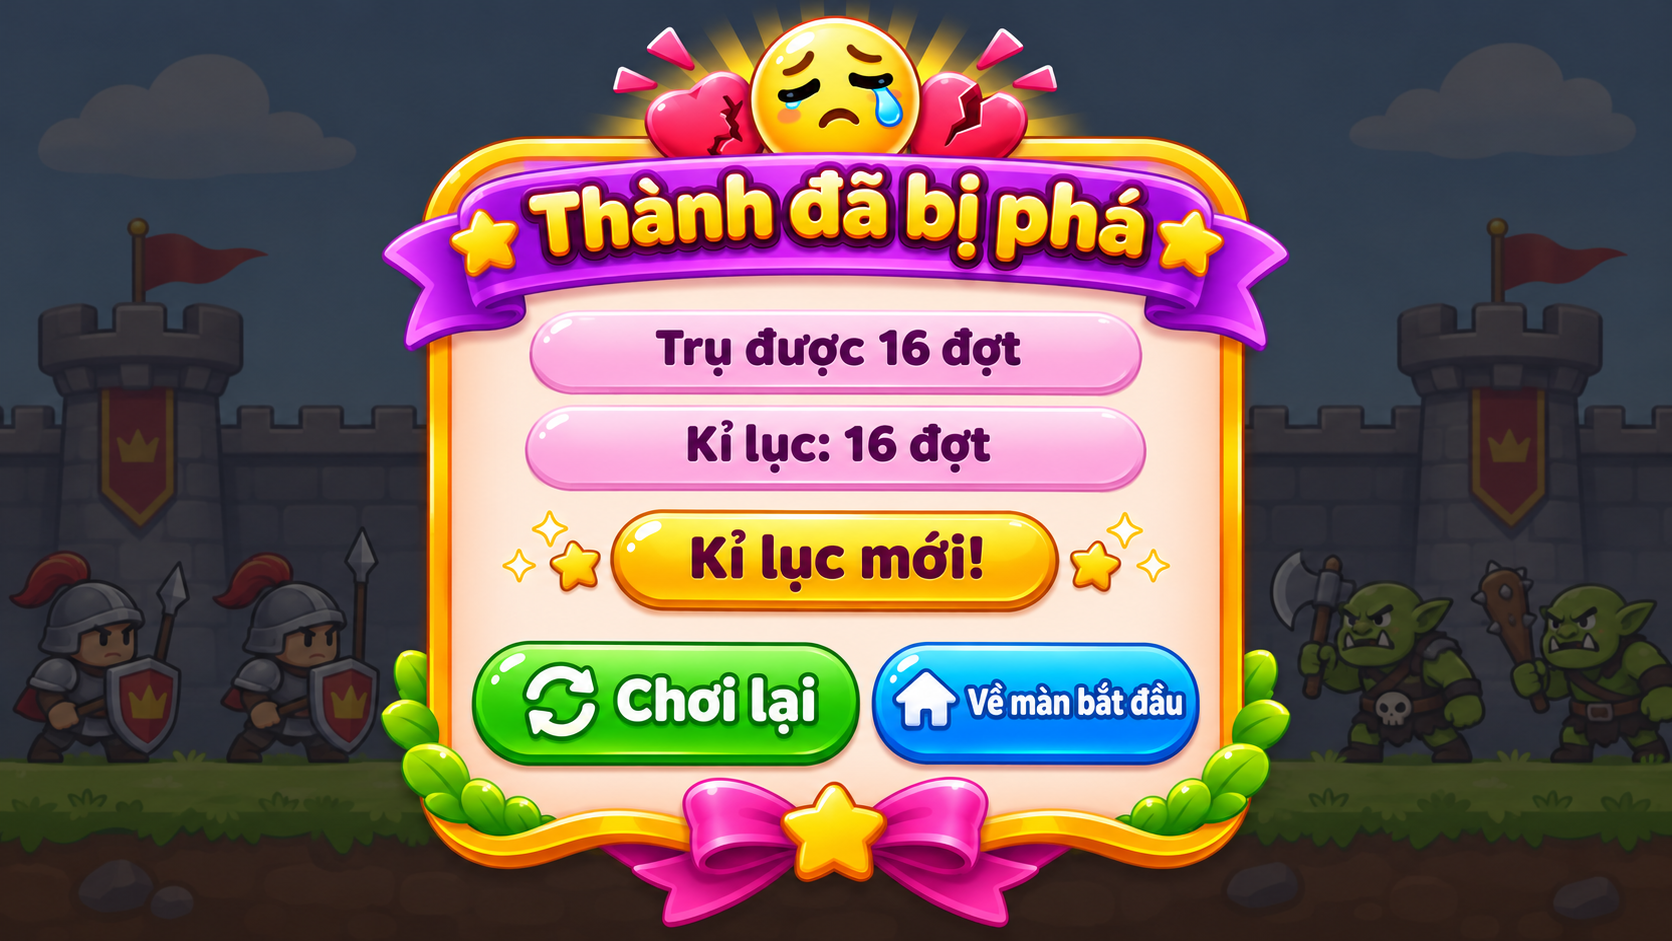 Thành đã bị phá
Trụ được 16 đợt
Kỉ lục: 16 đợt
Kỉ lục mới!
Chơi lại
Về màn bắt đầu